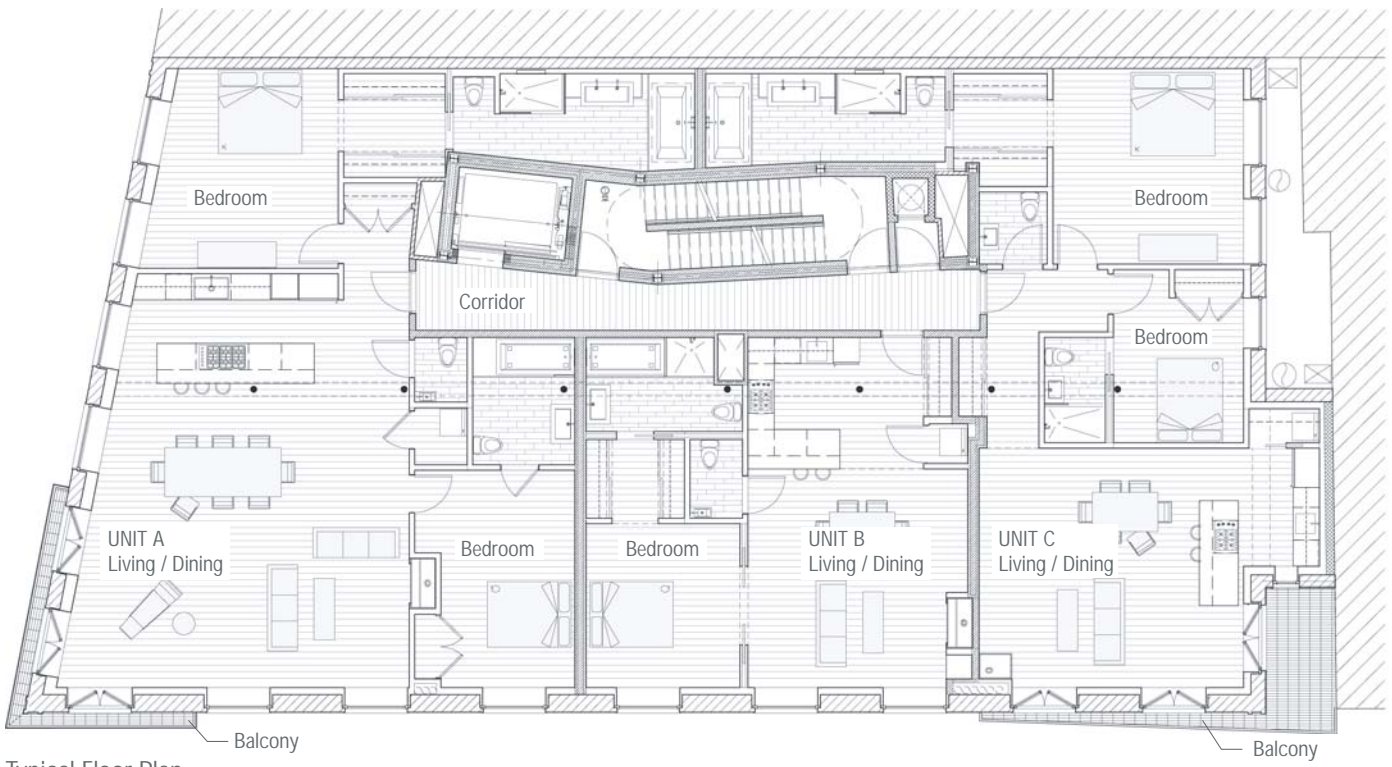 Bedroom
Bedroom
Corridor
Bedroom
UNIT A
Living / Dining
Bedroom
Bedroom
UNIT B
Living / Dining
UNIT C
Living / Dining
Balcony
Balcony
Typical Floor Plan